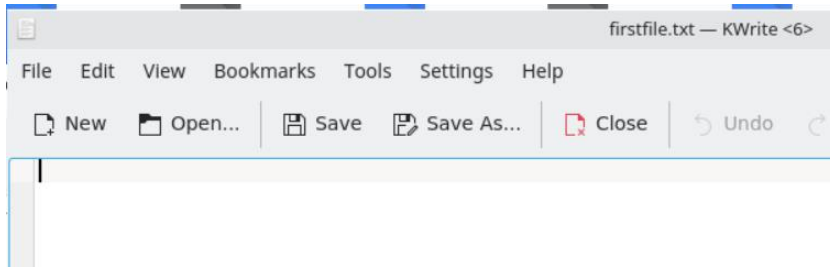 firstfile.txt — KWrite <6>
File Edit View Bookmarks Tools Settings Help
New Open... Save Save As... Close Undo